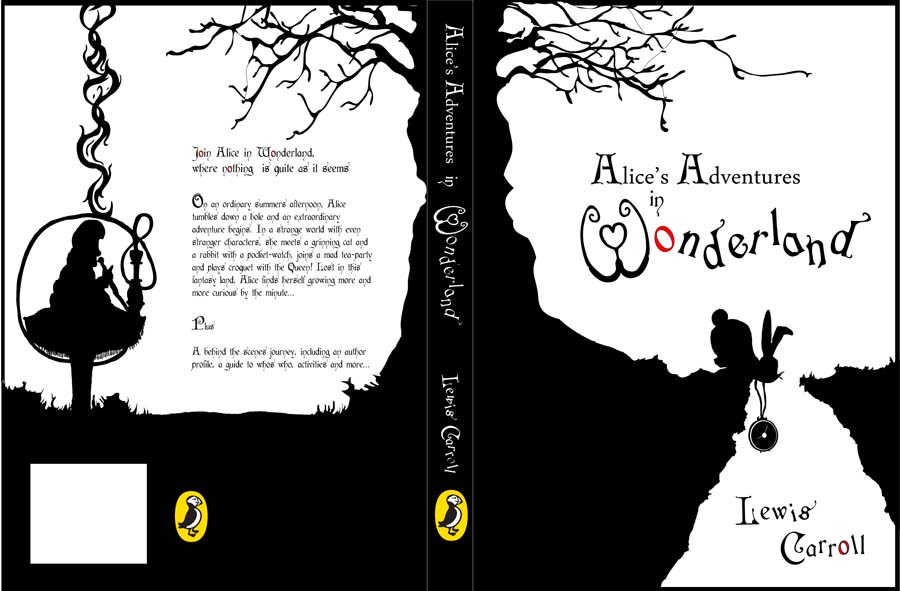 Join Alice in Wonderland,
where nothing is quite as it seems
On an ordinary summers afternoon, Alice
tumbles down a hole and an extraordinary
adventure begins. In a strange world with even
stranger characters, she meets a grinning cat and
a rabbit with a pocket-watch, joins a mad tea-party
and plays croquet with the Queen! Lost in this
fantasy land, Alice finds herself growing more and
more curious by the minute...
Plus
A behind the scenes journey, including an author
profile, a guide to whos who, activities and more...
Alice's Adventures in Wonderland Lewis Carroll
Alice's Adventures
in
Wonderland
Lewis
Carroll